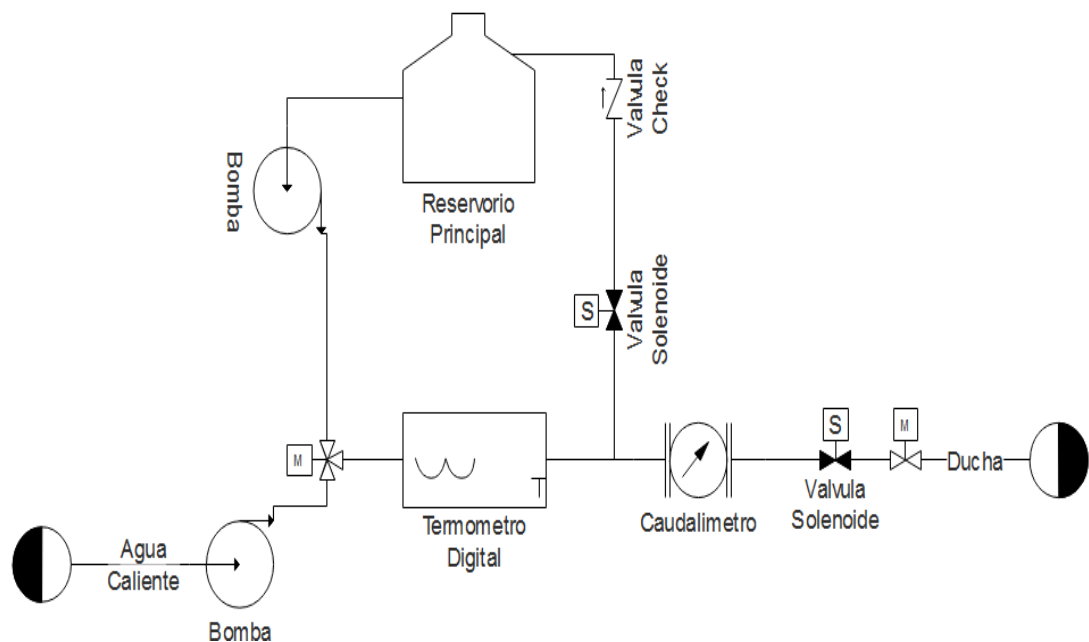 Valvula
Check
Bomba
Reservorio
Principal
Valvula
Solenoide
S
M
Termometro
Digital
T
Caudalimetro
S
Valvula
Solenoide
M
Ducha
Agua
Caliente
Bomba